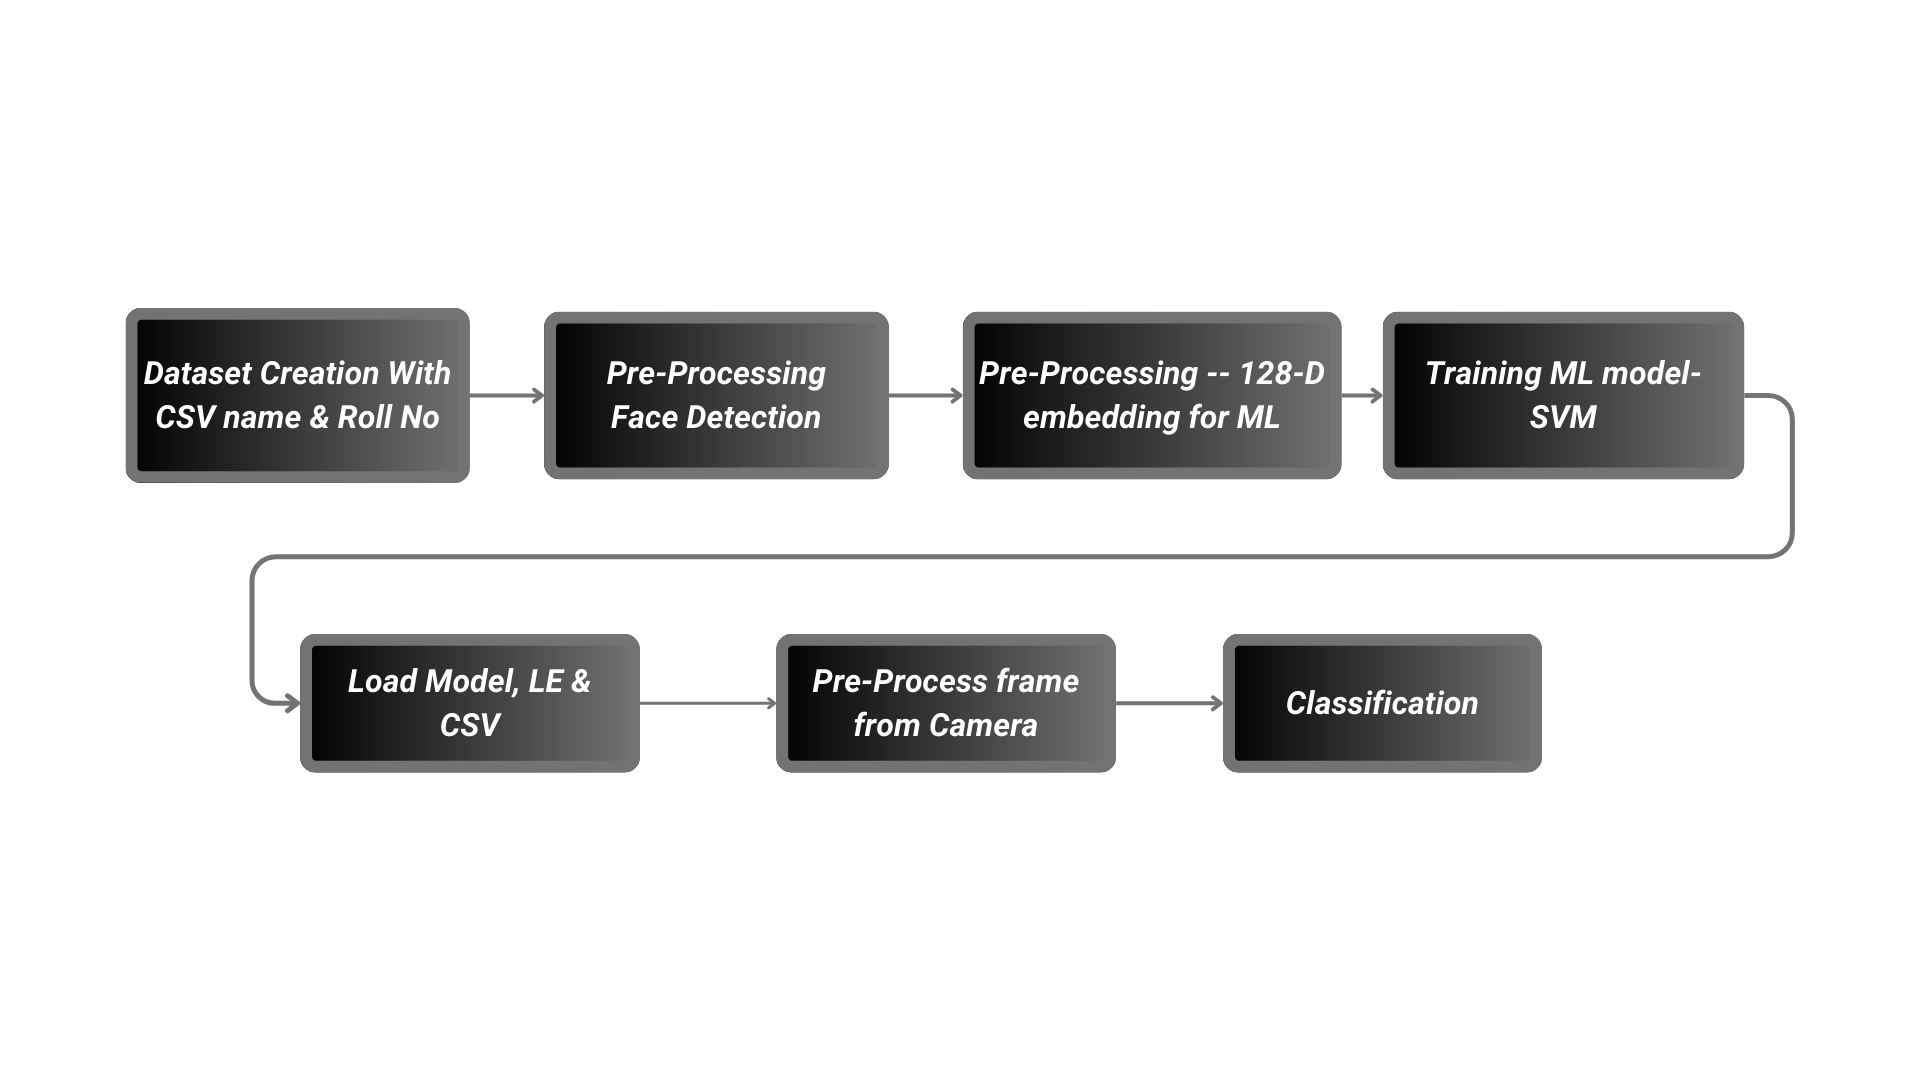 Dataset Creation With
CSV name & Roll No
Pre-Processing
Face Detection
Pre-Processing -- 128-D
embedding for ML
Training ML model-
SVM
Load Model, LE &
CSV
Pre-Process frame
from Camera
Classification